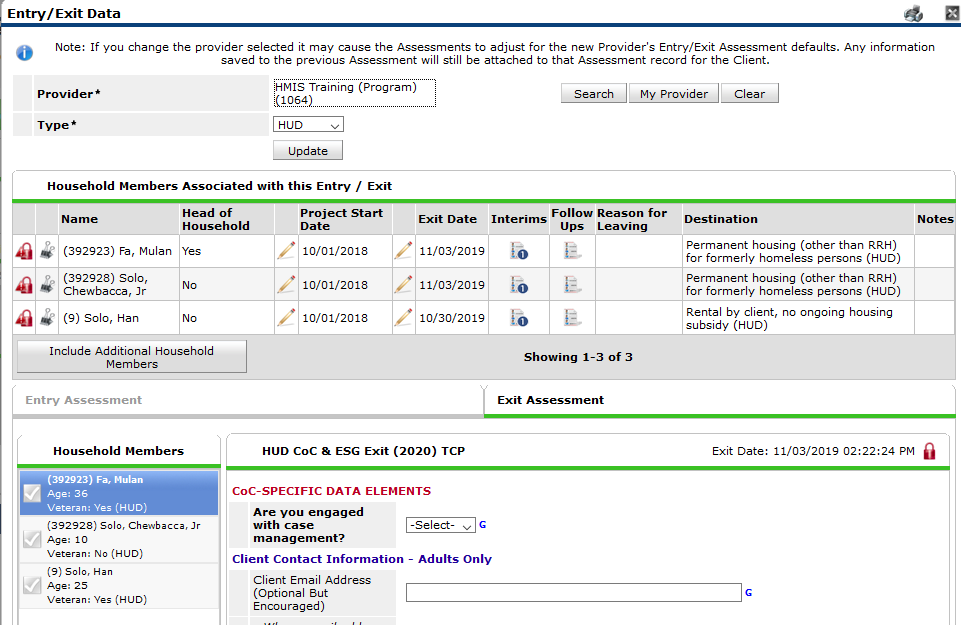 Entry/Exit Data
Note: If you change the provider selected it may cause the Assessments to adjust for the new Provider's Entry/Exit Assessment defaults. Any information
saved to the previous Assessment will still be attached to that Assessment record for the Client.
Provider*
HMIS Training (Program)
(1064)
Search
My Provider
Clear
Type*
HUD
Update
Household Members Associated with this Entry / Exit
Name
Head of
Household
Project Start
Date
Exit Date
Interims
Follow
Ups
Reason for
Leaving
Destination
Notes
(392923) Fa, Mulan
Yes
10/01/2018
11/03/2019
1
Permanent housing (other than RRH)
for formerly homeless persons (HUD)
(392928) Solo,
Chewbacca, Jr
No
10/01/2018
11/03/2019
1
Permanent housing (other than RRH)
for formerly homeless persons (HUD)
(9) Solo, Han
No
10/01/2018
10/30/2019
1
Rental by client, no ongoing housing
subsidy (HUD)
Include Additional Household
Members
Showing 1-3 of 3
Entry Assessment
Exit Assessment
Household Members
(392923) Fa, Mulan
Age: 36
Veteran: Yes (HUD)
(392928) Solo, Chewbacca, Jr
Age: 10
Veteran: No (HUD)
(9) Solo, Han
Age: 25
Veteran: Yes (HUD)
HUD CoC & ESG Exit (2020) TCP
Exit Date: 11/03/2019 02:22:24 PM
CoC-SPECIFIC DATA ELEMENTS
Are you engaged
with case
management?
-Select-
G
Client Contact Information - Adults Only
Client Email Address
(Optional But
Encouraged)
G